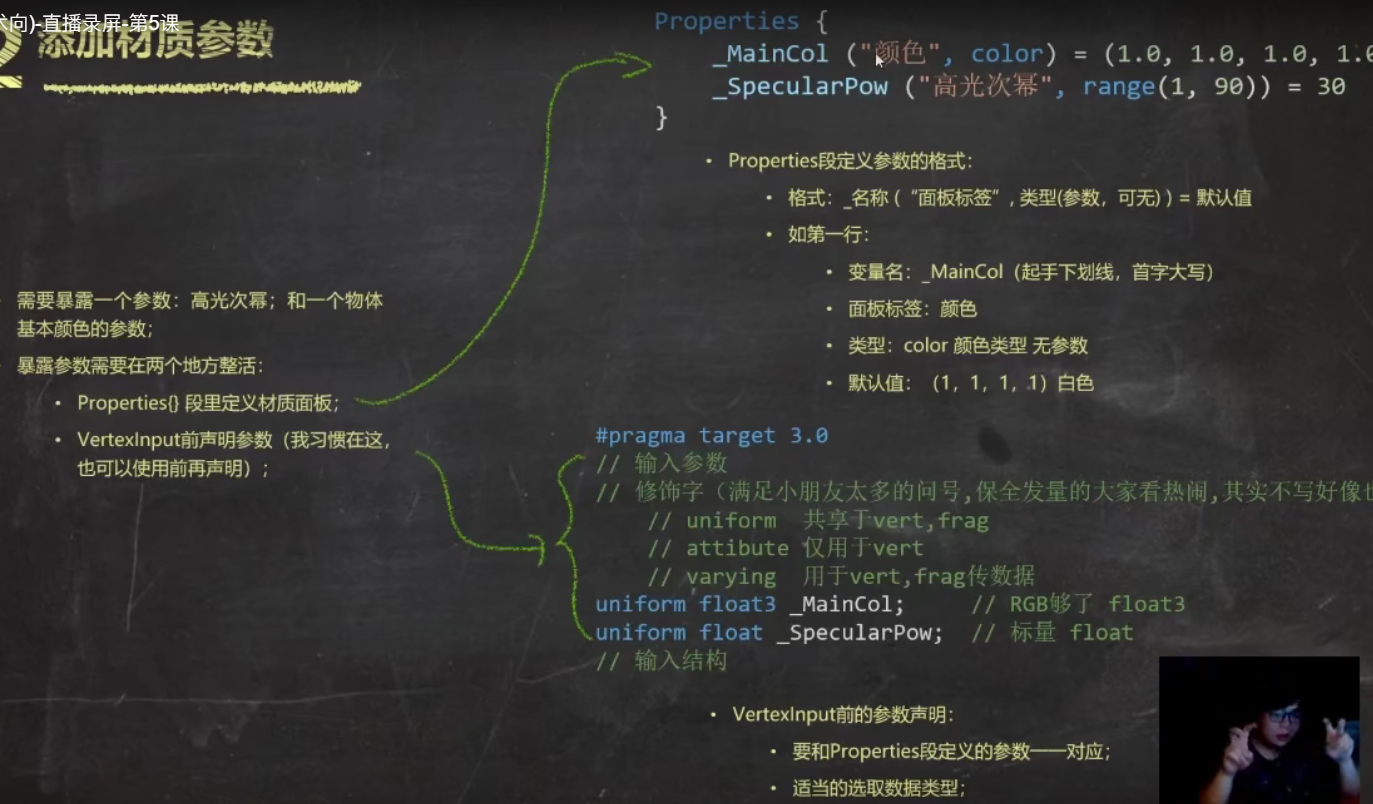 术向)-直播录屏-第5课
2 添加材质参数
需要暴露一个参数：高光次幂；和一个物体
基本颜色的参数；
暴露参数需要在两个地方整活：
• Properties{} 段里定义材质面板；
• VertexInput前声明参数（我习惯在这，
也可以使用前再声明）；
Properties {
_MainCol ("颜色", color) = (1.0, 1.0, 1.0, 1.0
_SpecularPow ("高光次幂", range(1, 90)) = 30
}
• Properties段定义参数的格式：
• 格式：_名称 (“面板标签”, 类型(参数，可无) ) = 默认值
• 如第一行：
• 变量名：_MainCol（起手下划线，首字大写）
• 面板标签：颜色
• 类型：color 颜色类型 无参数
• 默认值：（1，1，1，1）白色
#pragma target 3.0
// 输入参数
// 修饰字（满足小朋友太多的问号,保全发量的大家看热闹,其实不写好像也
// uniform 共享于vert,frag
// attibute 仅用于vert
// varying 用于vert,frag传数据
uniform float3 _MainCol; // RGB够了 float3
uniform float _SpecularPow; // 标量 float
// 输入结构
• VertexInput前的参数声明：
• 要和Properties段定义的参数一一对应；
• 适当的选取数据类型；